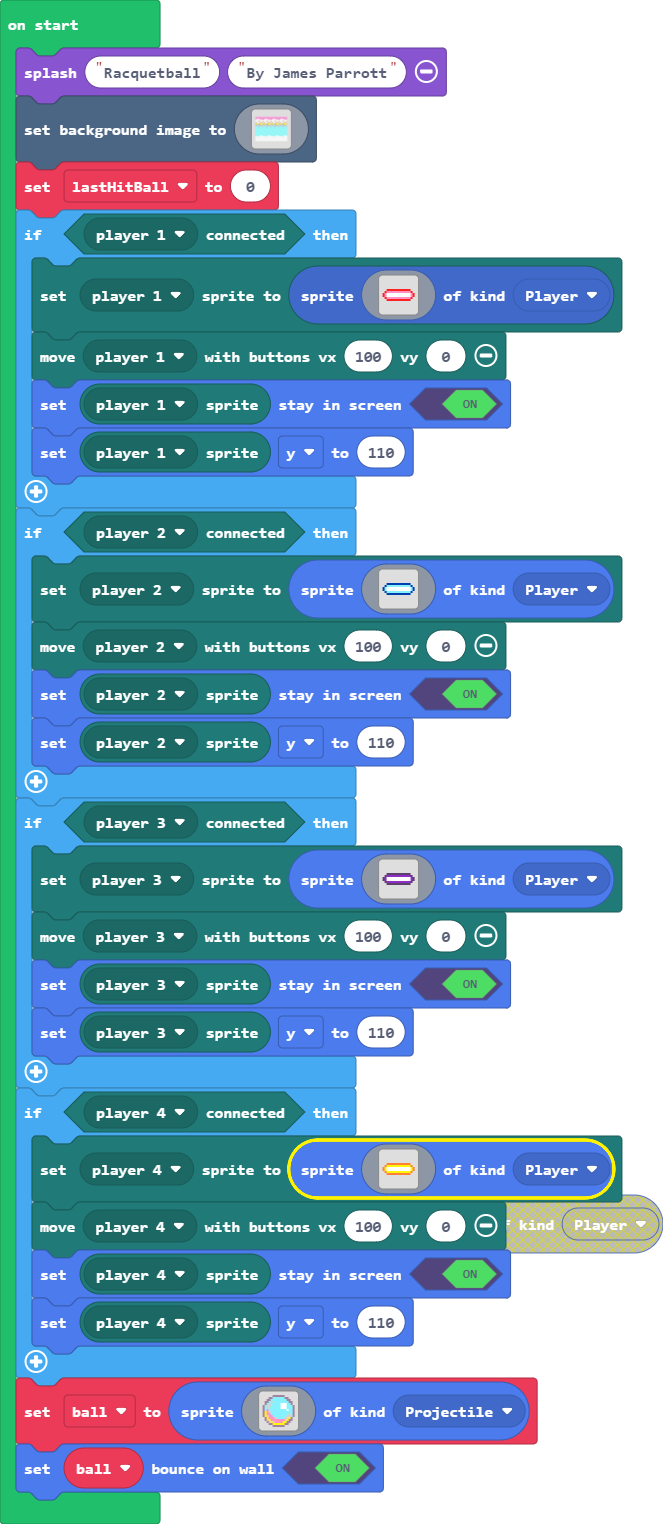 on start
splash "Racquetball" "By James Parrott"
set background image to
set lastHitBall to 0
if player 1 connected then
set player 1 sprite to sprite of kind Player
move player 1 with buttons vx 100 vy 0
set player 1 sprite stay in screen ON
set player 1 sprite y to 110
if player 2 connected then
set player 2 sprite to sprite of kind Player
move player 2 with buttons vx 100 vy 0
set player 2 sprite stay in screen ON
set player 2 sprite y to 110
if player 3 connected then
set player 3 sprite to sprite of kind Player
move player 3 with buttons vx 100 vy 0
set player 3 sprite stay in screen ON
set player 3 sprite y to 110
if player 4 connected then
set player 4 sprite to sprite of kind Player
move player 4 with buttons vx 100 vy 0 kind Player
set player 4 sprite stay in screen ON
set player 4 sprite y to 110
set ball to sprite of kind Projectile
set ball bounce on wall ON